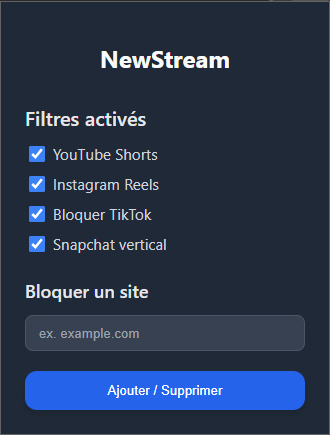 NewStream
Filtres activés
YouTube Shorts
Instagram Reels
Bloquer TikTok
Snapchat vertical
Bloquer un site
ex. example.com
Ajouter / Supprimer